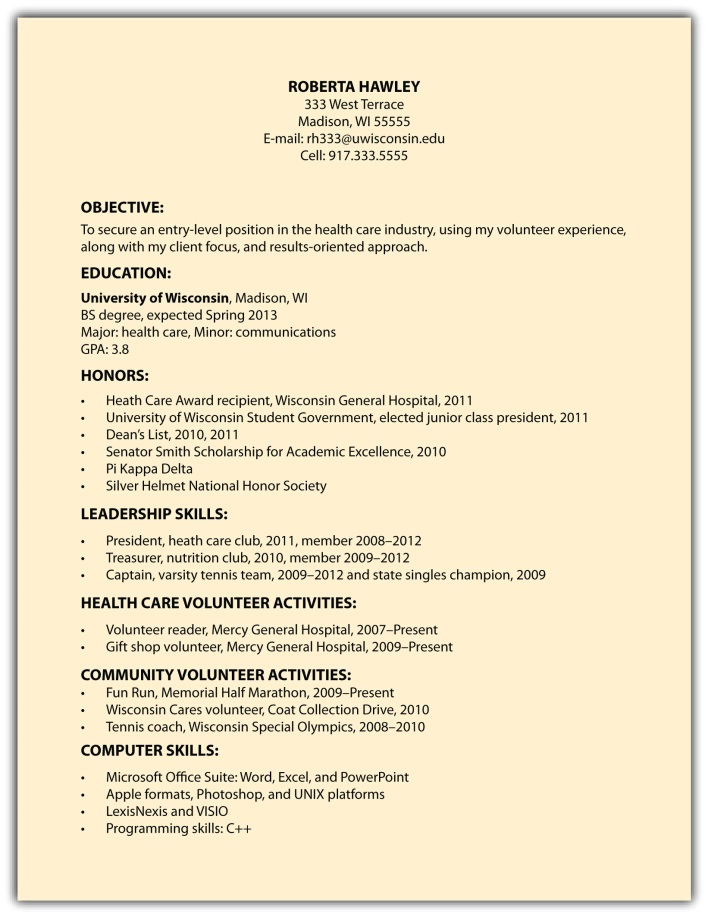 ROBERTA HAWLEY
333 West Terrace
Madison, WI 55555
E-mail: rh333@uwisconsin.edu
Cell: 917.333.5555
OBJECTIVE:
To secure an entry-level position in the health care industry, using my volunteer experience,
along with my client focus, and results-oriented approach.
EDUCATION:
University of Wisconsin, Madison, WI
BS degree, expected Spring 2013
Major: health care, Minor: communications
GPA: 3.8
HONORS:
• Heath Care Award recipient, Wisconsin General Hospital, 2011
• University of Wisconsin Student Government, elected junior class president, 2011
• Dean’s List, 2010, 2011
• Senator Smith Scholarship for Academic Excellence, 2010
• Pi Kappa Delta
• Silver Helmet National Honor Society
LEADERSHIP SKILLS:
• President, heath care club, 2011, member 2008–2012
• Treasurer, nutrition club, 2010, member 2009–2012
• Captain, varsity tennis team, 2009–2012 and state singles champion, 2009
HEALTH CARE VOLUNTEER ACTIVITIES:
• Volunteer reader, Mercy General Hospital, 2007–Present
• Gift shop volunteer, Mercy General Hospital, 2009–Present
COMMUNITY VOLUNTEER ACTIVITIES:
• Fun Run, Memorial Half Marathon, 2009–Present
• Wisconsin Cares volunteer, Coat Collection Drive, 2010
• Tennis coach, Wisconsin Special Olympics, 2008–2010
COMPUTER SKILLS:
• Microsoft Office Suite: Word, Excel, and PowerPoint
• Apple formats, Photoshop, and UNIX platforms
• LexisNexis and VISIO
• Programming skills: C++